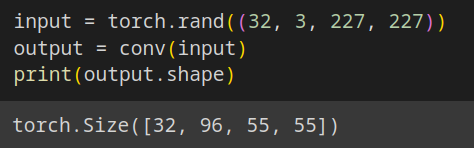 input = torch.rand((32, 3, 227, 227))
output = conv(input)
print(output.shape)
torch.Size([32, 96, 55, 55])